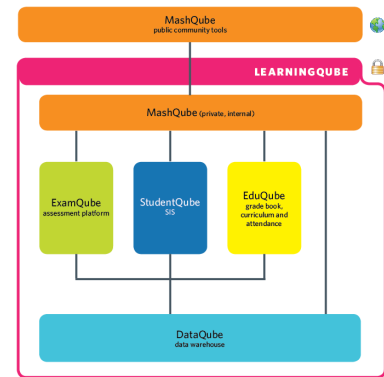 MashQube
public community tools
LEARNINGQUBE
MashQube (private, internal)
ExamQube
assessment platform
StudentQube
SIS
EduQube
grade book,
curriculum and
attendance
DataQube
data warehouse